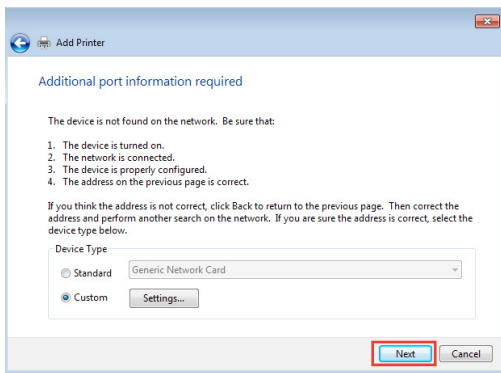 Add Printer
Additional port information required
The device is not found on the network. Be sure that:
1. The device is turned on.
2. The network is connected.
3. The device is properly configured.
4. The address on the previous page is correct.
If you think the address is not correct, click Back to return to the previous page. Then correct the
address and perform another search on the network. If you are sure the address is correct, select the
device type below.
Device Type
Standard Generic Network Card
Custom Settings...
Next Cancel